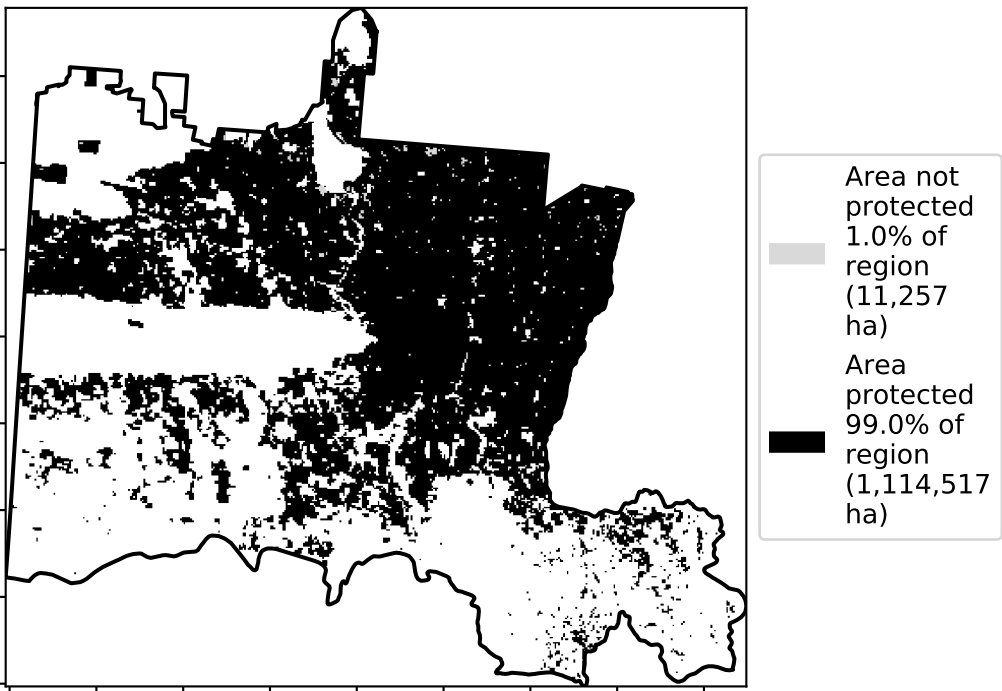 Area not
protected
1.0% of
region
(11,257
ha)
Area
protected
99.0% of
region
(1,114,517
ha)